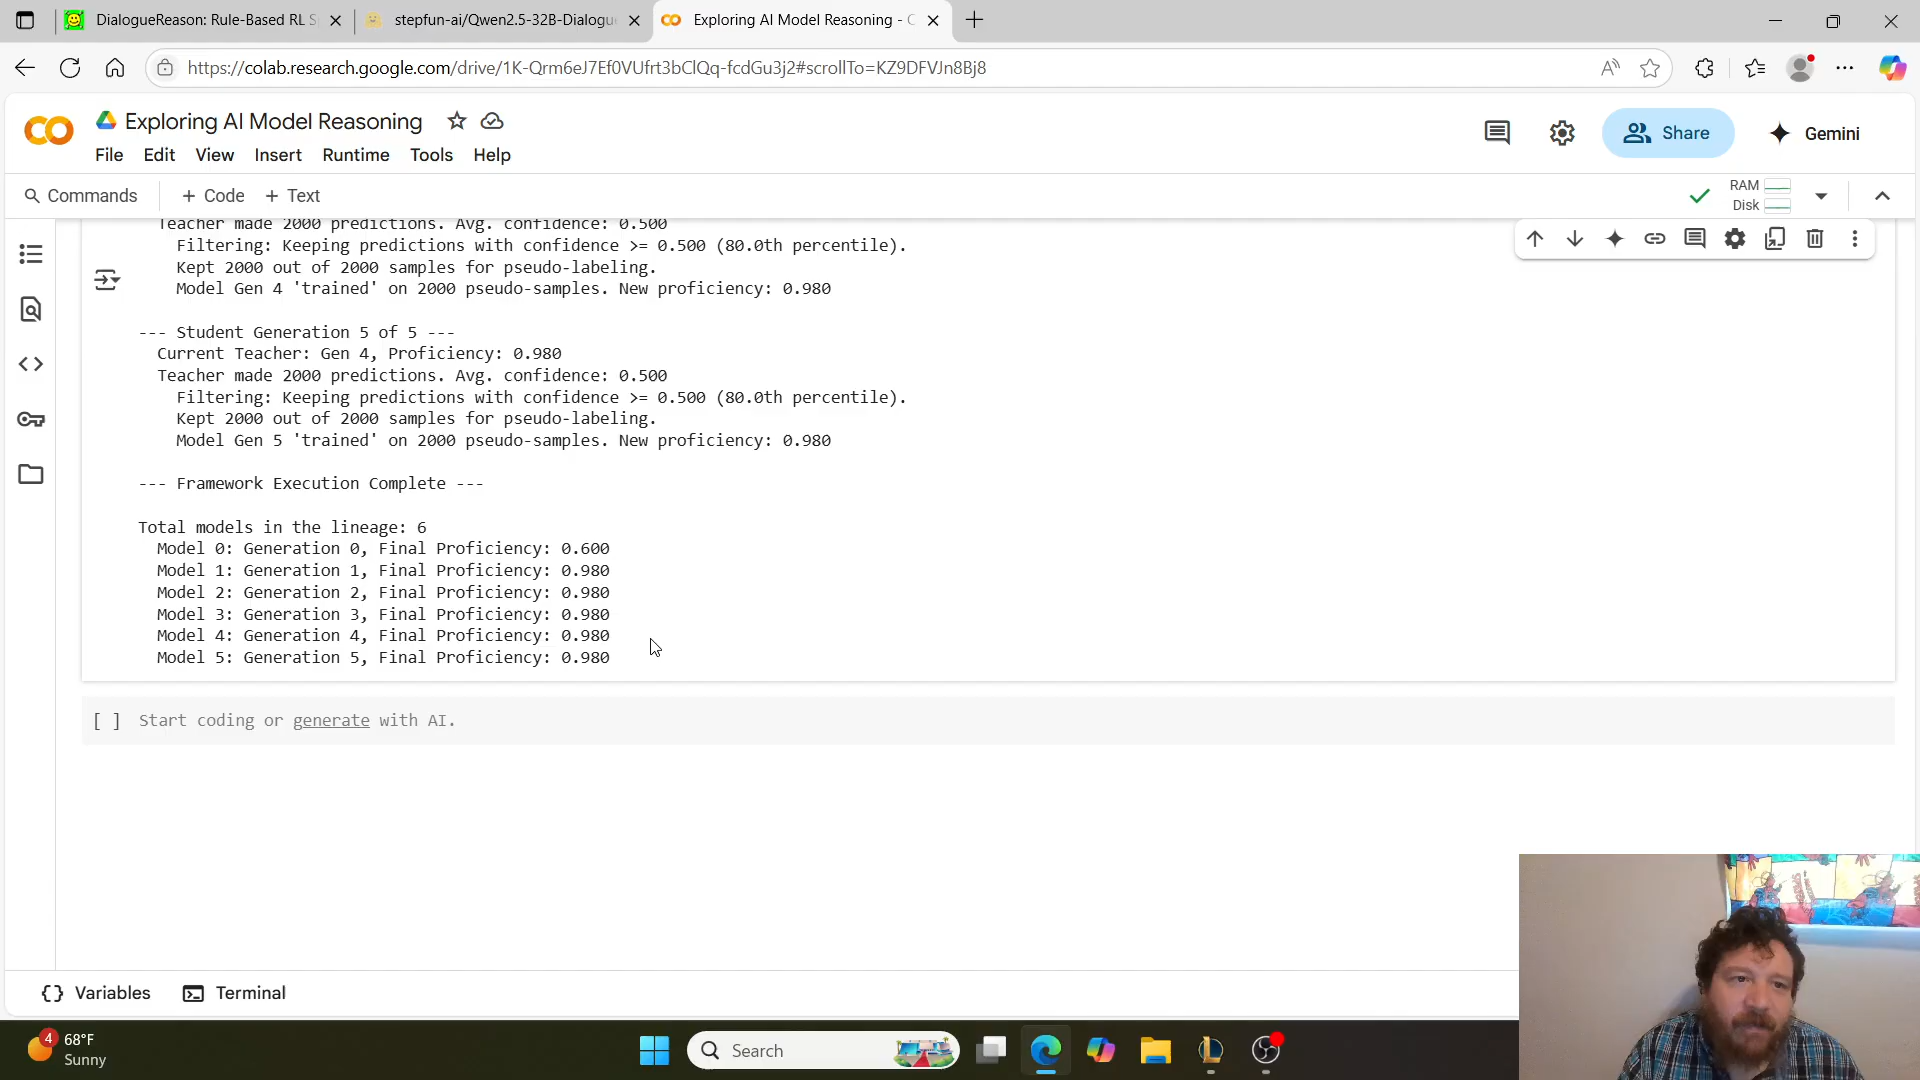 DialogueReason: Rule-Based RL S
stepfun-ai/Qwen2.5-32B-Dialogu
Exploring AI Model Reasoning - C
https://colab.research.google.com/drive/1K-Qrm6eJ7Ef0VUfrt3bClQq-fcdGu3j2#scrollTo=KZ9DFVJn8Bj8
Exploring AI Model Reasoning
File Edit View Insert Runtime Tools Help
Share
Gemini
Commands + Code + Text
RAM
Disk
Teacher made 2000 predictions. Avg. confidence: 0.500
Filtering: Keeping predictions with confidence >= 0.500 (80.0th percentile).
Kept 2000 out of 2000 samples for pseudo-labeling.
Model Gen 4 'trained' on 2000 pseudo-samples. New proficiency: 0.980
--- Student Generation 5 of 5 ---
Current Teacher: Gen 4, Proficiency: 0.980
Teacher made 2000 predictions. Avg. confidence: 0.500
Filtering: Keeping predictions with confidence >= 0.500 (80.0th percentile).
Kept 2000 out of 2000 samples for pseudo-labeling.
Model Gen 5 'trained' on 2000 pseudo-samples. New proficiency: 0.980
--- Framework Execution Complete ---
Total models in the lineage: 6
Model 0: Generation 0, Final Proficiency: 0.600
Model 1: Generation 1, Final Proficiency: 0.980
Model 2: Generation 2, Final Proficiency: 0.980
Model 3: Generation 3, Final Proficiency: 0.980
Model 4: Generation 4, Final Proficiency: 0.980
Model 5: Generation 5, Final Proficiency: 0.980
[ ] Start coding or generate with AI.
{} Variables
Terminal
4
68°F
Sunny
Search